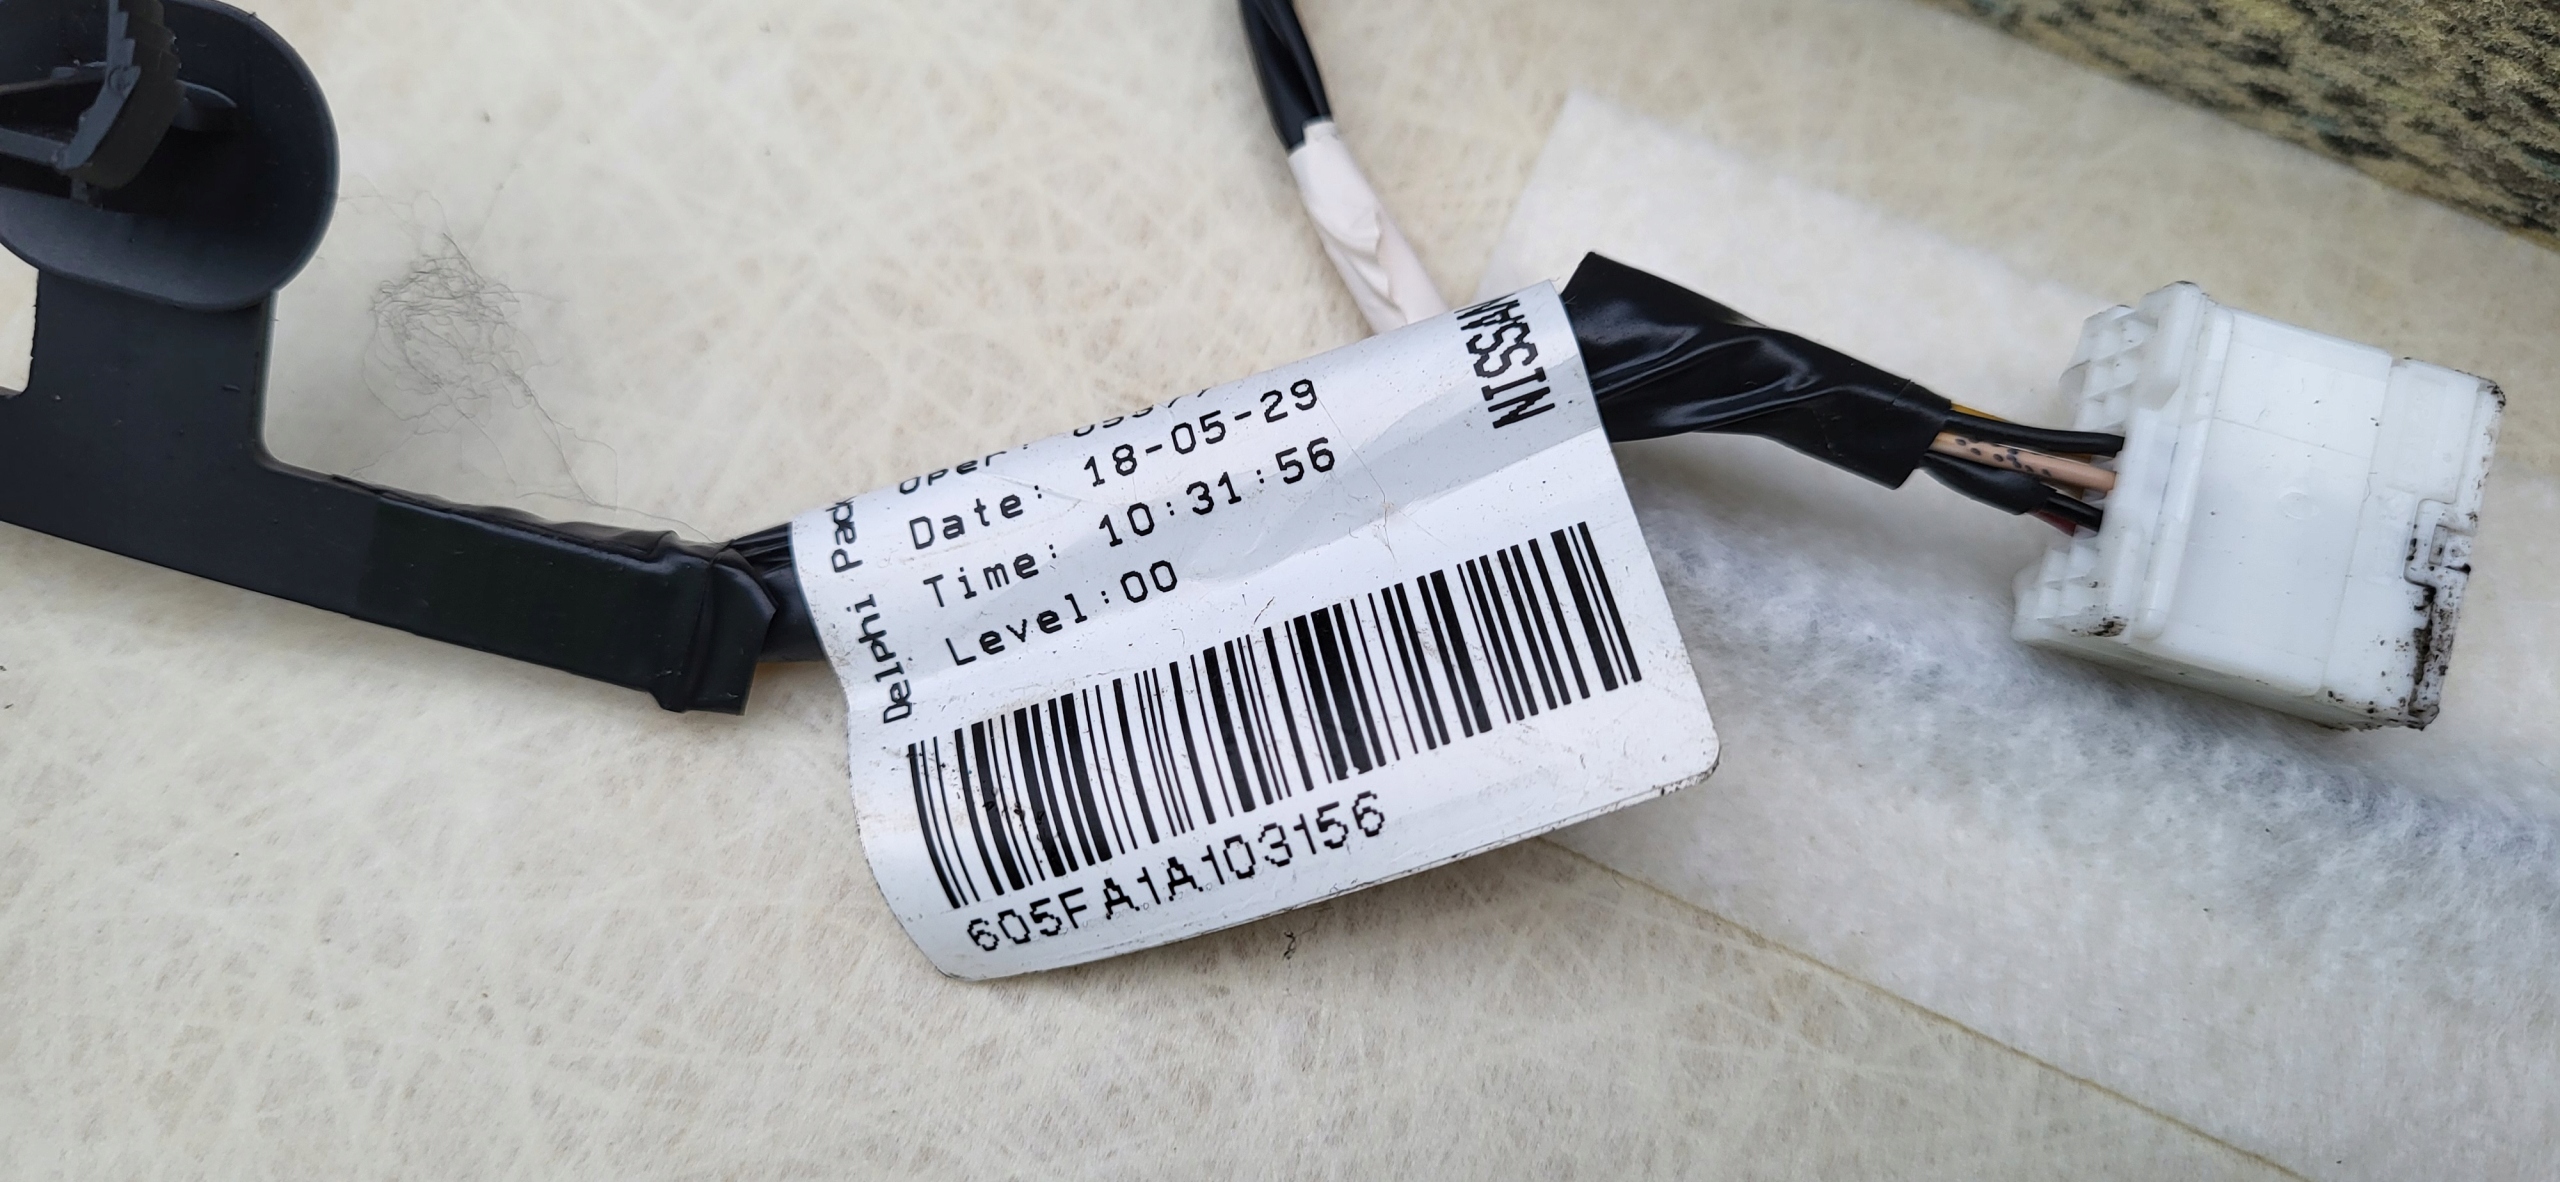 NISSAN
Delphi
Date: 18-05-29
Time: 10:31:56
Level:00
605FA1A103156